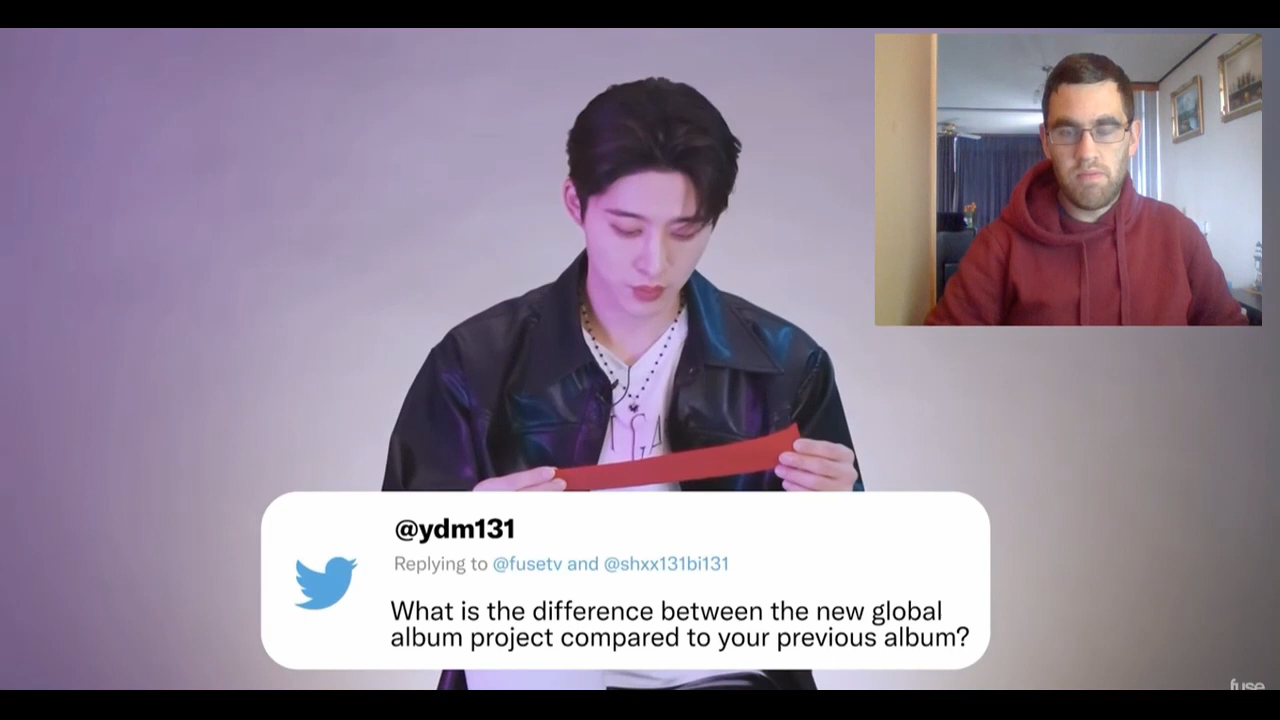 @ydm131
Replying to @fusetv and @shxx131bi131
What is the difference between the new global
album project compared to your previous album?
fuse